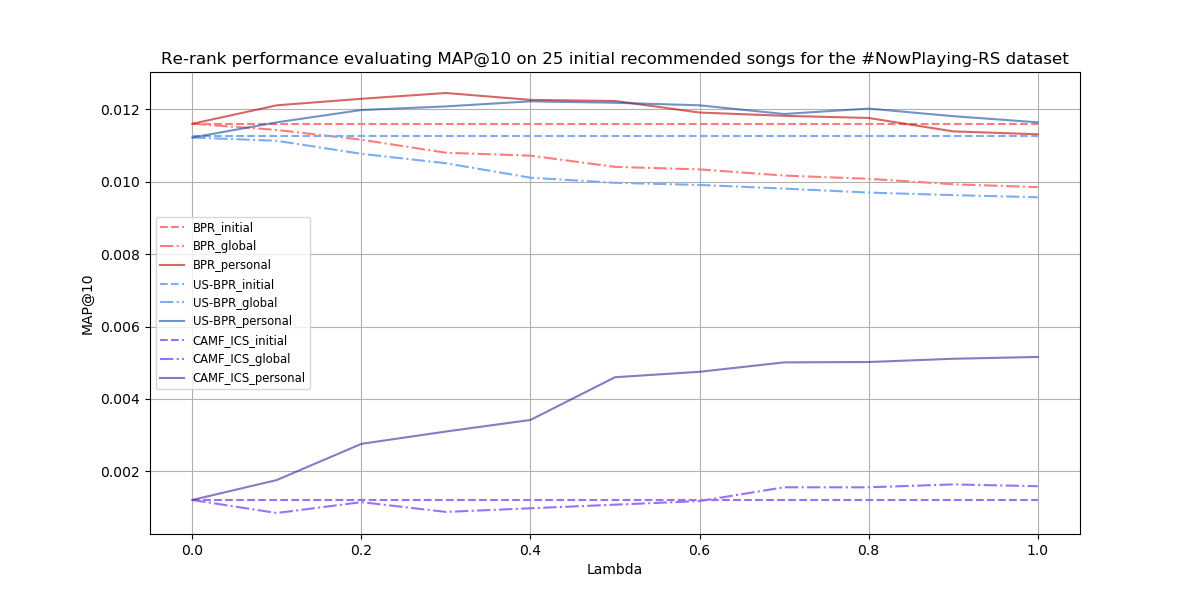 Re-rank performance evaluating MAP@10 on 25 initial recommended songs for the #NowPlaying-RS dataset
0.012
0.010
0.008
0.006
0.004
0.002
MAP@10
BPR_initial
BPR_global
BPR_personal
US-BPR_initial
US-BPR_global
US-BPR_personal
CAMF_ICS_initial
CAMF_ICS_global
CAMF_ICS_personal
0.0 0.2 0.4 0.6 0.8 1.0
Lambda